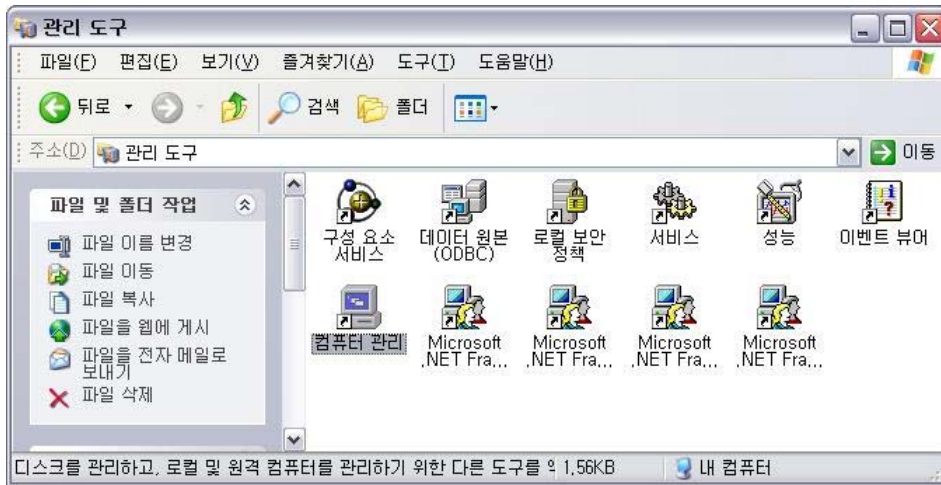 관리 도구
파일(F) 편집(E) 보기(V) 즐겨찾기(A) 도구(T) 도움말(H)
뒤로 검색 폴더
주소(D) 관리 도구 이동
파일 및 폴더 작업
파일 이름 변경
파일 이동
파일 복사
파일을 웹에 게시
파일을 전자 메일로
보내기
파일 삭제
구성 요소
서비스
데이터 원본
(ODBC)
로컬 보안
정책
서비스
성능
이벤트 뷰어
컴퓨터 관리
Microsoft
.NET Fra...
Microsoft
.NET Fra...
Microsoft
.NET Fra...
Microsoft
.NET Fra...
디스크를 관리하고, 로컬 및 원격 컴퓨터를 관리하기 위한 다른 도구를 1,56KB 내 컴퓨터